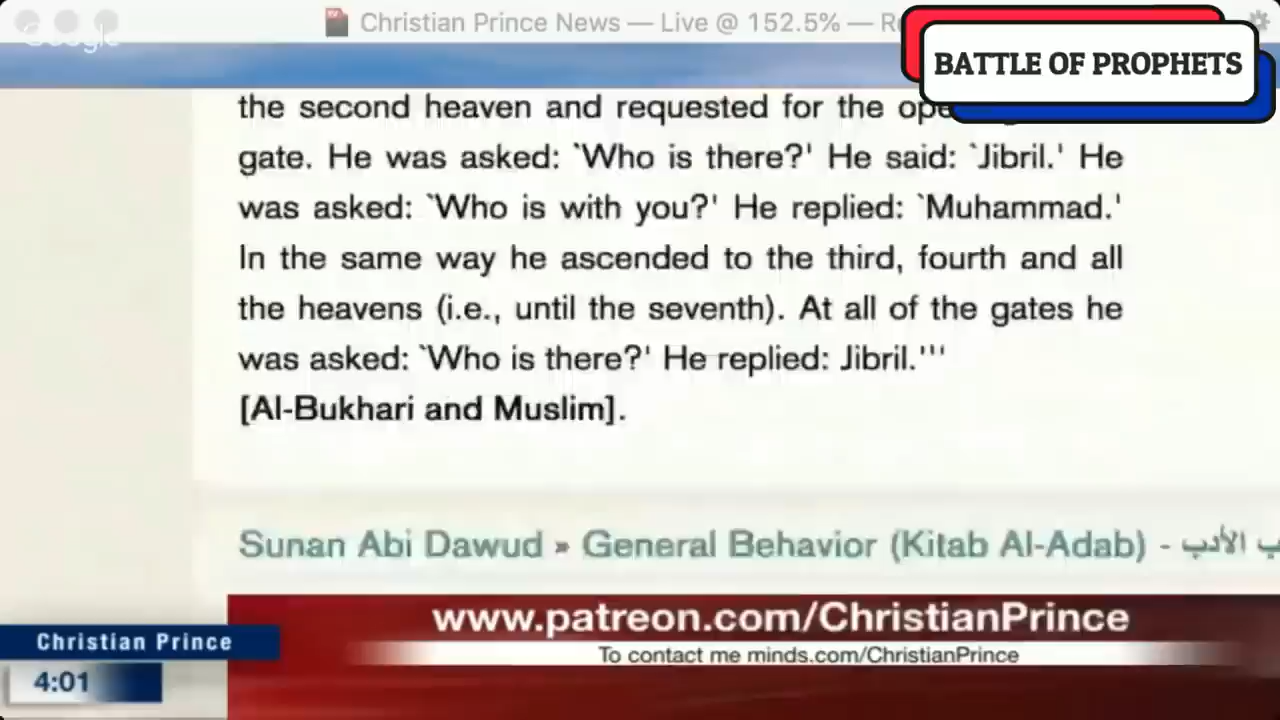 Christian Prince News — Live @ 152.5% —
Google
BATTLE OF PROPHETS
the second heaven and requested for the
gate. He was asked: `Who is there?' He said: `Jibril.' He
was asked: `Who is with you?' He replied: `Muhammad.'
In the same way he ascended to the third, fourth and all
the heavens (i.e., until the seventh). At all of the gates he
was asked: `Who is there?' He replied: Jibril.'''
[Al-Bukhari and Muslim].
Sunan Abi Dawud » General Behavior (Kitab Al-Adab) - الأدب
www.patreon.com/ChristianPrince
Christian Prince
To contact me minds.com/ChristianPrince
4:01